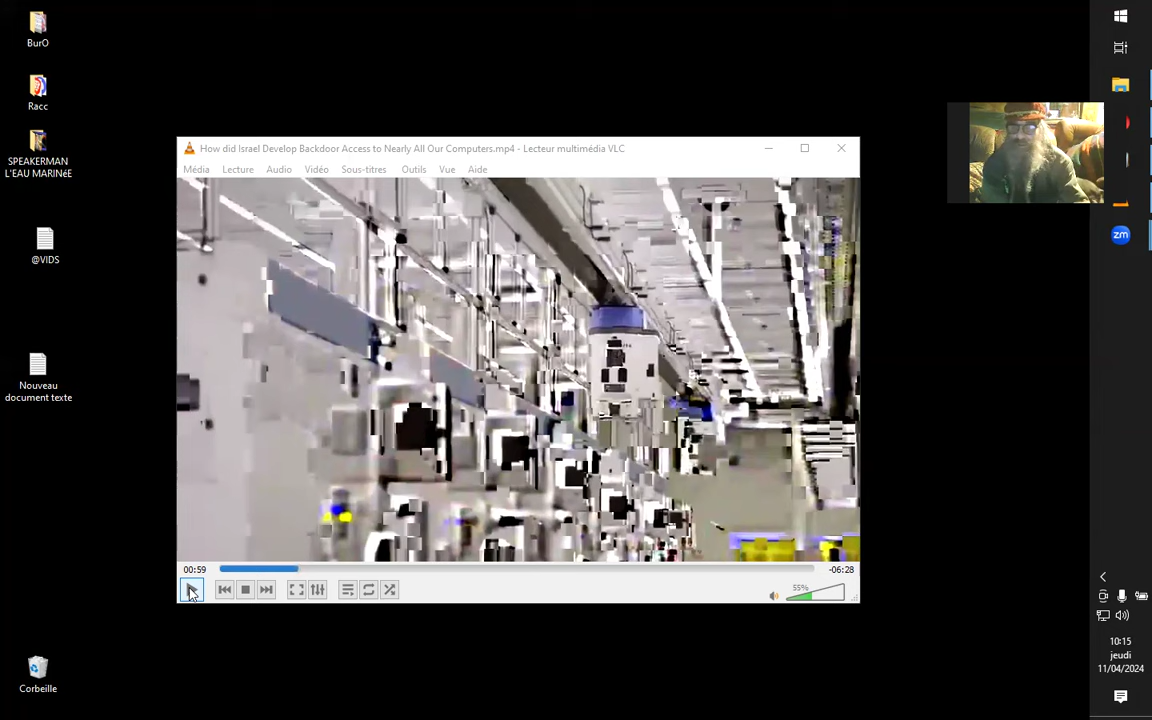 BurO
Racc
SPEAKERMAN
L'EAU MARINéE
@VIDS
Nouveau
document texte
Corbeille
How did Israel Develop Backdoor Access to Nearly All Our Computers.mp4 - Lecteur multimédia VLC
Média Lecture Audio Vidéo Sous-titres Outils Vue Aide
00:59
-06:28
55%
zm
10:15
jeudi
11/04/2024